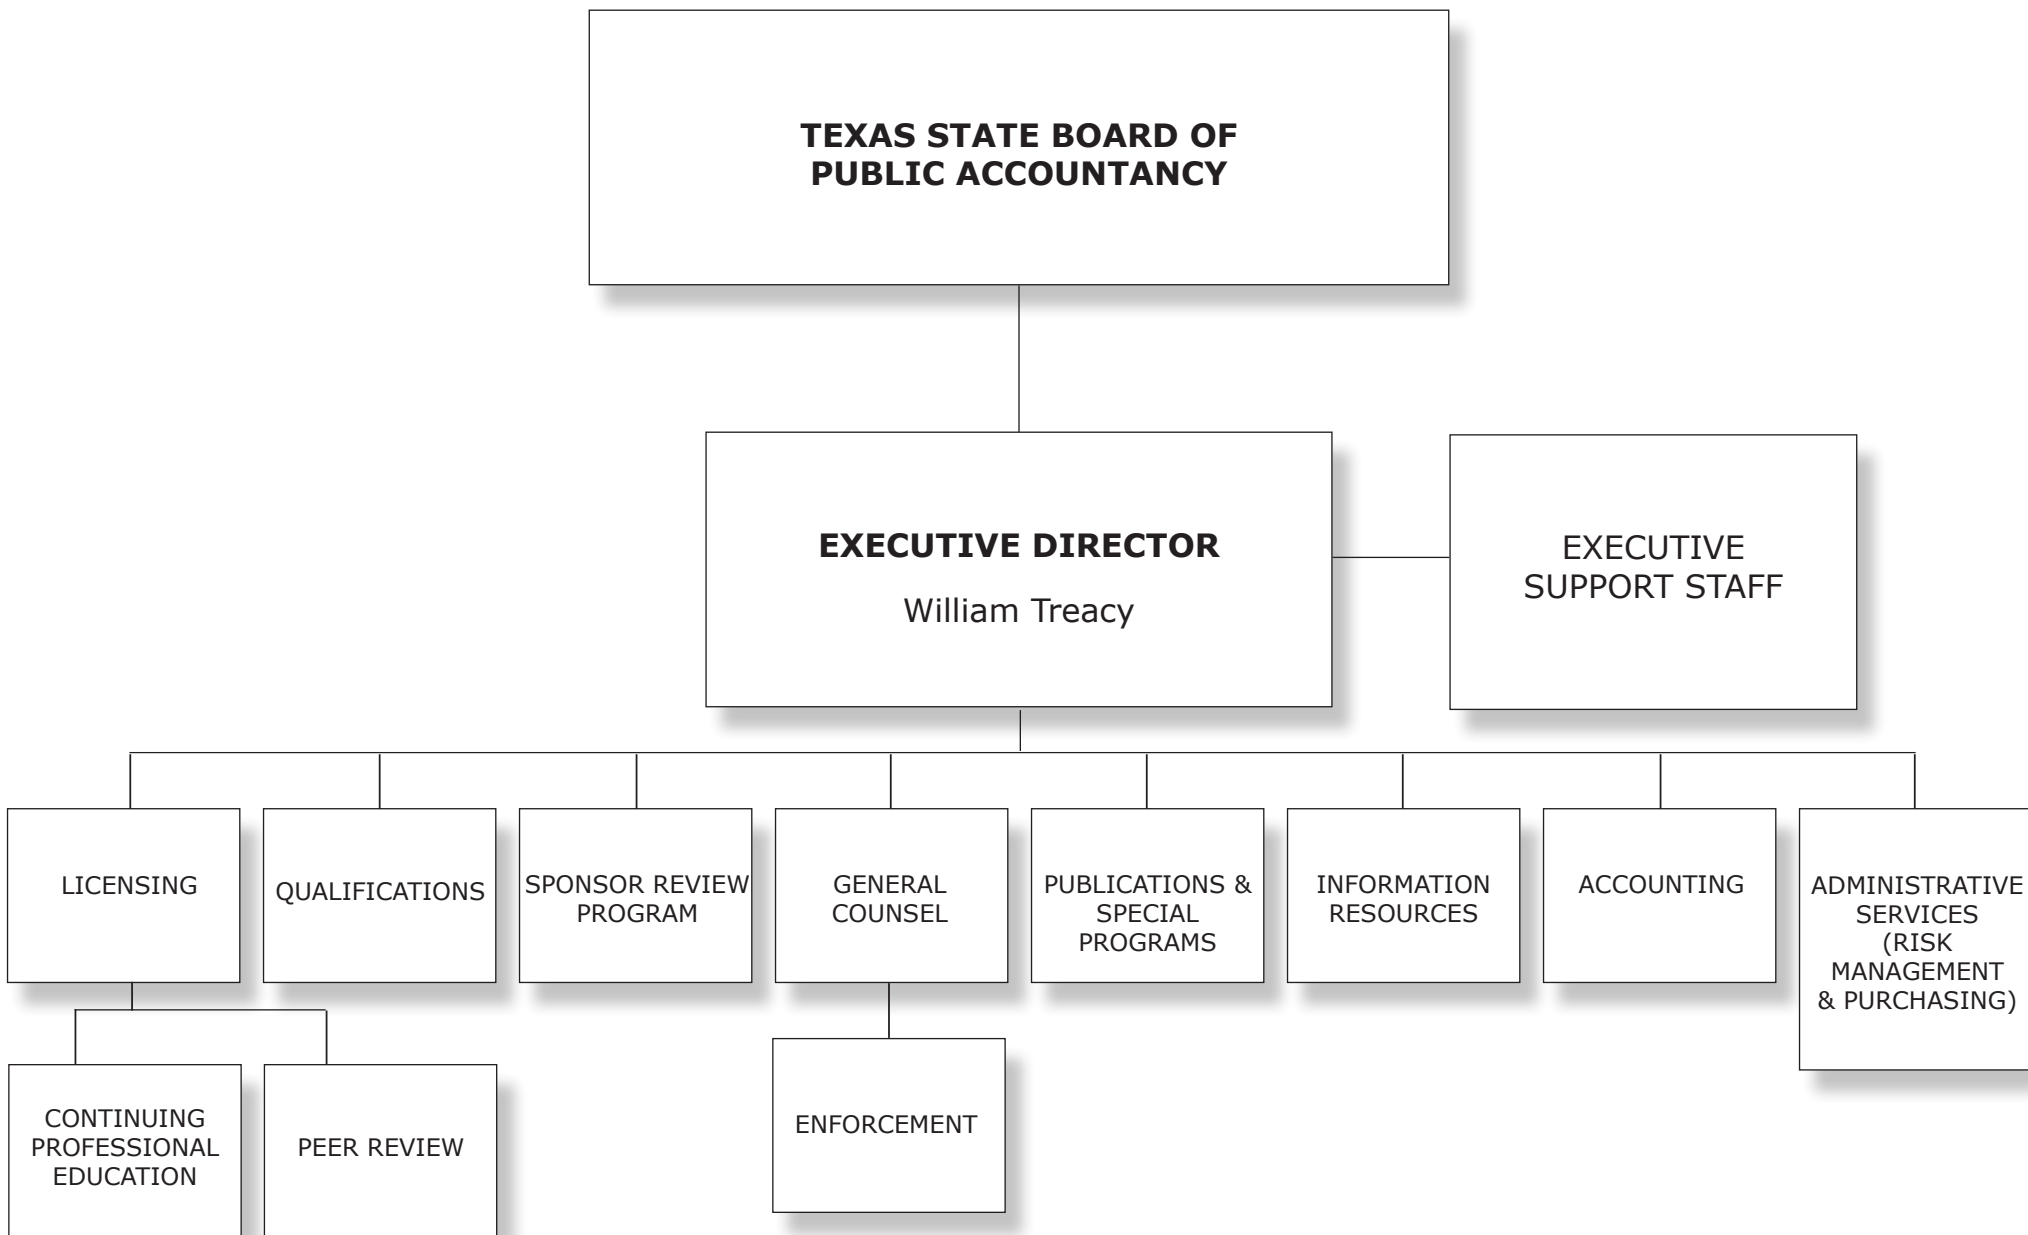 TEXAS STATE BOARD OF
PUBLIC ACCOUNTANCY
EXECUTIVE DIRECTOR
William Treacy
EXECUTIVE
SUPPORT STAFF
LICENSING
QUALIFICATIONS
SPONSOR REVIEW
PROGRAM
GENERAL
COUNSEL
PUBLICATIONS &
SPECIAL
PROGRAMS
INFORMATION
RESOURCES
ACCOUNTING
ADMINISTRATIVE
SERVICES
(RISK
MANAGEMENT
& PURCHASING)
CONTINUING
PROFESSIONAL
EDUCATION
PEER REVIEW
ENFORCEMENT